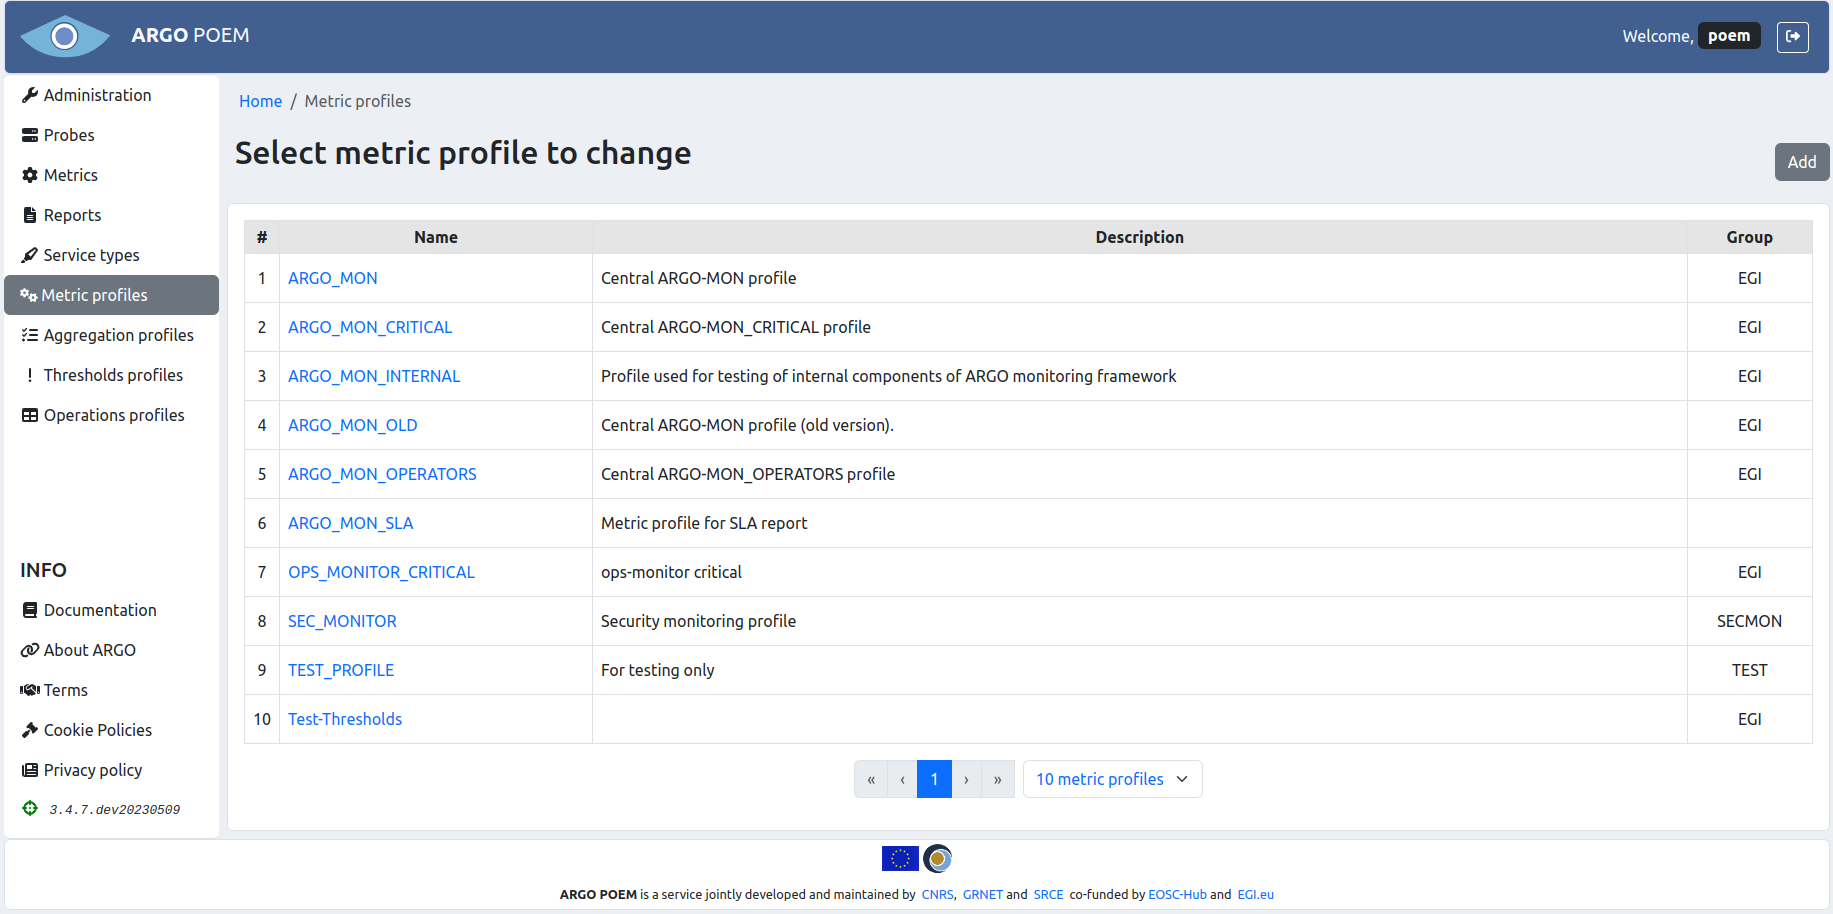 ARGO POEM
Welcome, poem
Administration
Probes
Metrics
Reports
Service types
Metric profiles
Aggregation profiles
Thresholds profiles
Operations profiles
INFO
Documentation
About ARGO
Terms
Cookie Policies
Privacy policy
3.4.7.dev20230509
Home / Metric profiles
Select metric profile to change
Add
# Name Description Group
1 ARGO_MON Central ARGO-MON profile EGI
2 ARGO_MON_CRITICAL Central ARGO-MON_CRITICAL profile EGI
3 ARGO_MON_INTERNAL Profile used for testing of internal components of ARGO monitoring framework EGI
4 ARGO_MON_OLD Central ARGO-MON profile (old version). EGI
5 ARGO_MON_OPERATORS Central ARGO-MON_OPERATORS profile EGI
6 ARGO_MON_SLA Metric profile for SLA report
7 OPS_MONITOR_CRITICAL ops-monitor critical EGI
8 SEC_MONITOR Security monitoring profile SECMON
9 TEST_PROFILE For testing only TEST
10 Test-Thresholds EGI
« ‹ 1 › » 10 metric profiles
ARGO POEM is a service jointly developed and maintained by CNRS, GRNET and SRCE co-funded by EOSC-Hub and EGI.eu